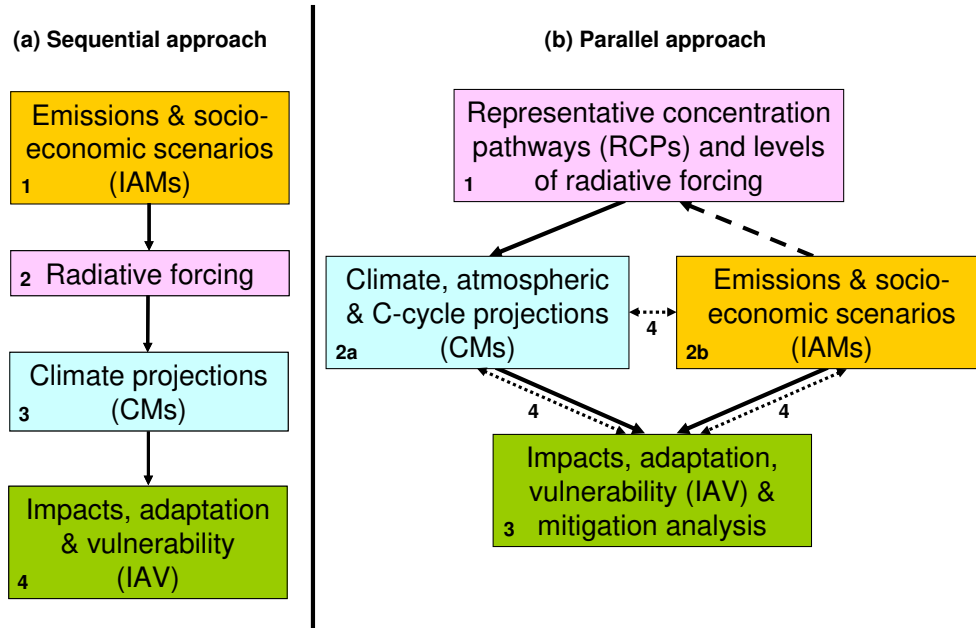 (a) Sequential approach
Emissions & socio-
economic scenarios
(IAMs)
1
2
Radiative forcing
Climate projections
(CMs)
3
Impacts, adaptation
& vulnerability
(IAV)
4
(b) Parallel approach
Representative concentration
pathways (RCPs) and levels
of radiative forcing
1
Climate, atmospheric
& C-cycle projections
(CMs)
2a
4
Emissions & socio-
economic scenarios
(IAMs)
2b
4
4
Impacts, adaptation,
vulnerability (IAV) &
mitigation analysis
3